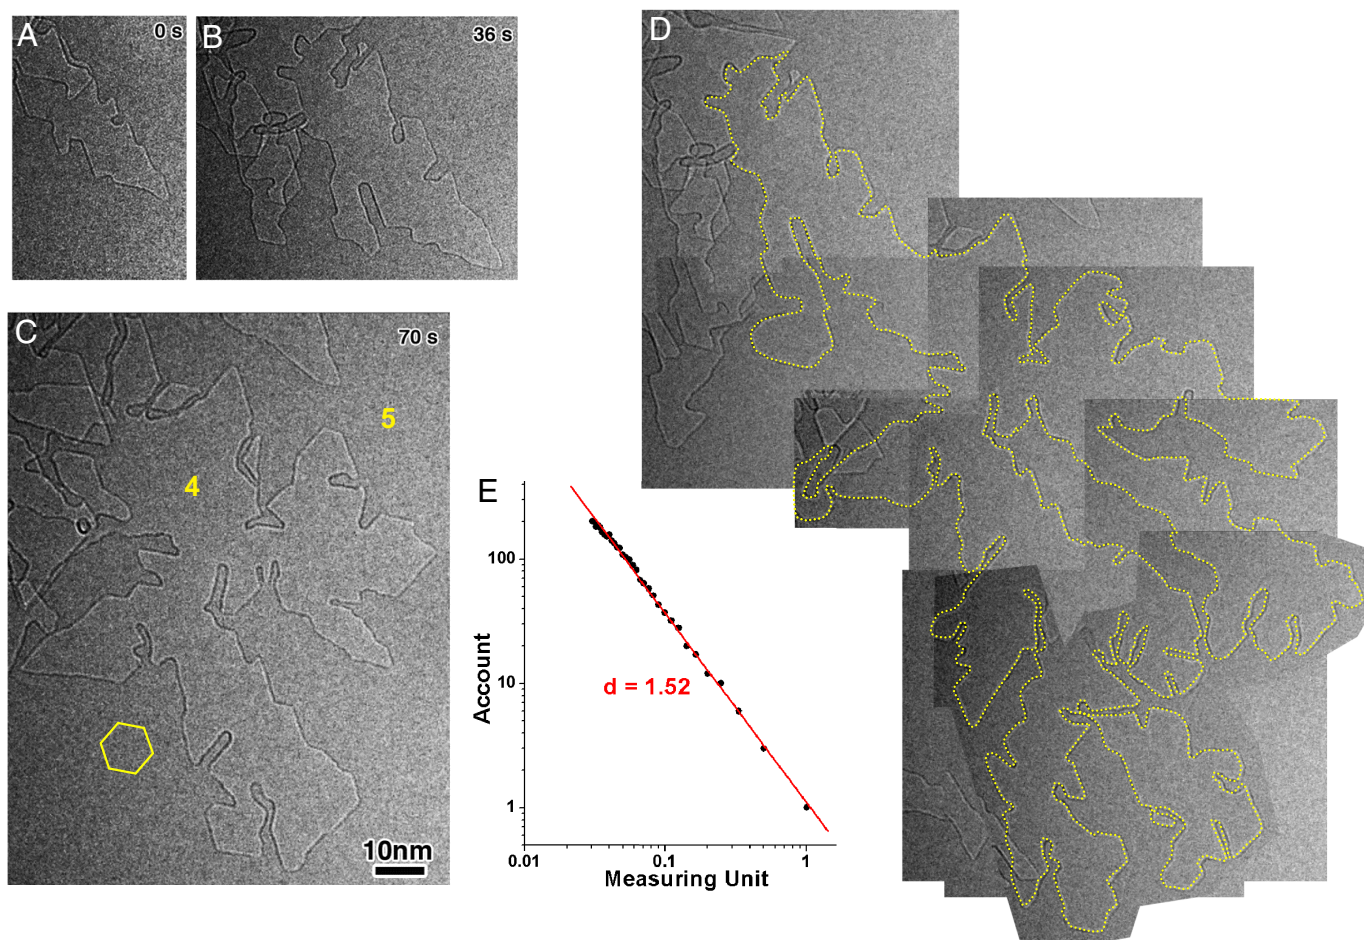 A
0 s
B
36 s
C
70 s
4
5
10nm
D
E
Account
100
10
1
d = 1.52
0.01
0.1
1
Measuring Unit